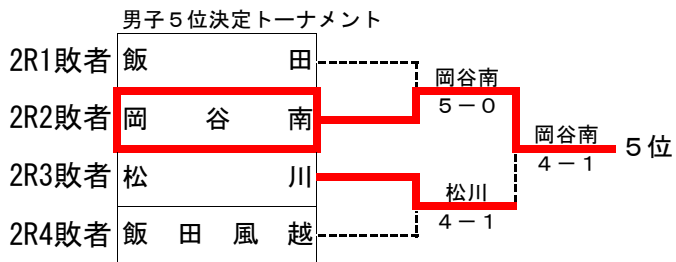 男子５位決定トーナメント
2R1敗者 飯田
2R2敗者 岡谷南
2R3敗者 松川
2R4敗者 飯田風越
岡谷南
５－０
松川
４－１
岡谷南
４－１
５位